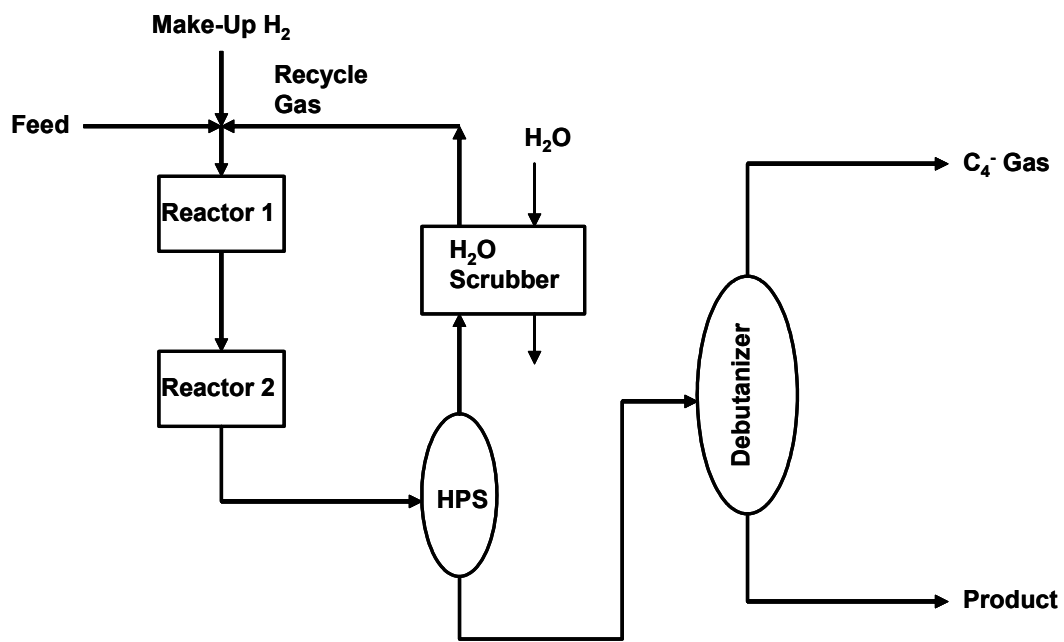 Make-Up H₂
Recycle
Gas
Feed
H₂O
C₄⁻ Gas
Reactor 1
H₂O
Scrubber
Reactor 2
Debutanizer
HPS
Product